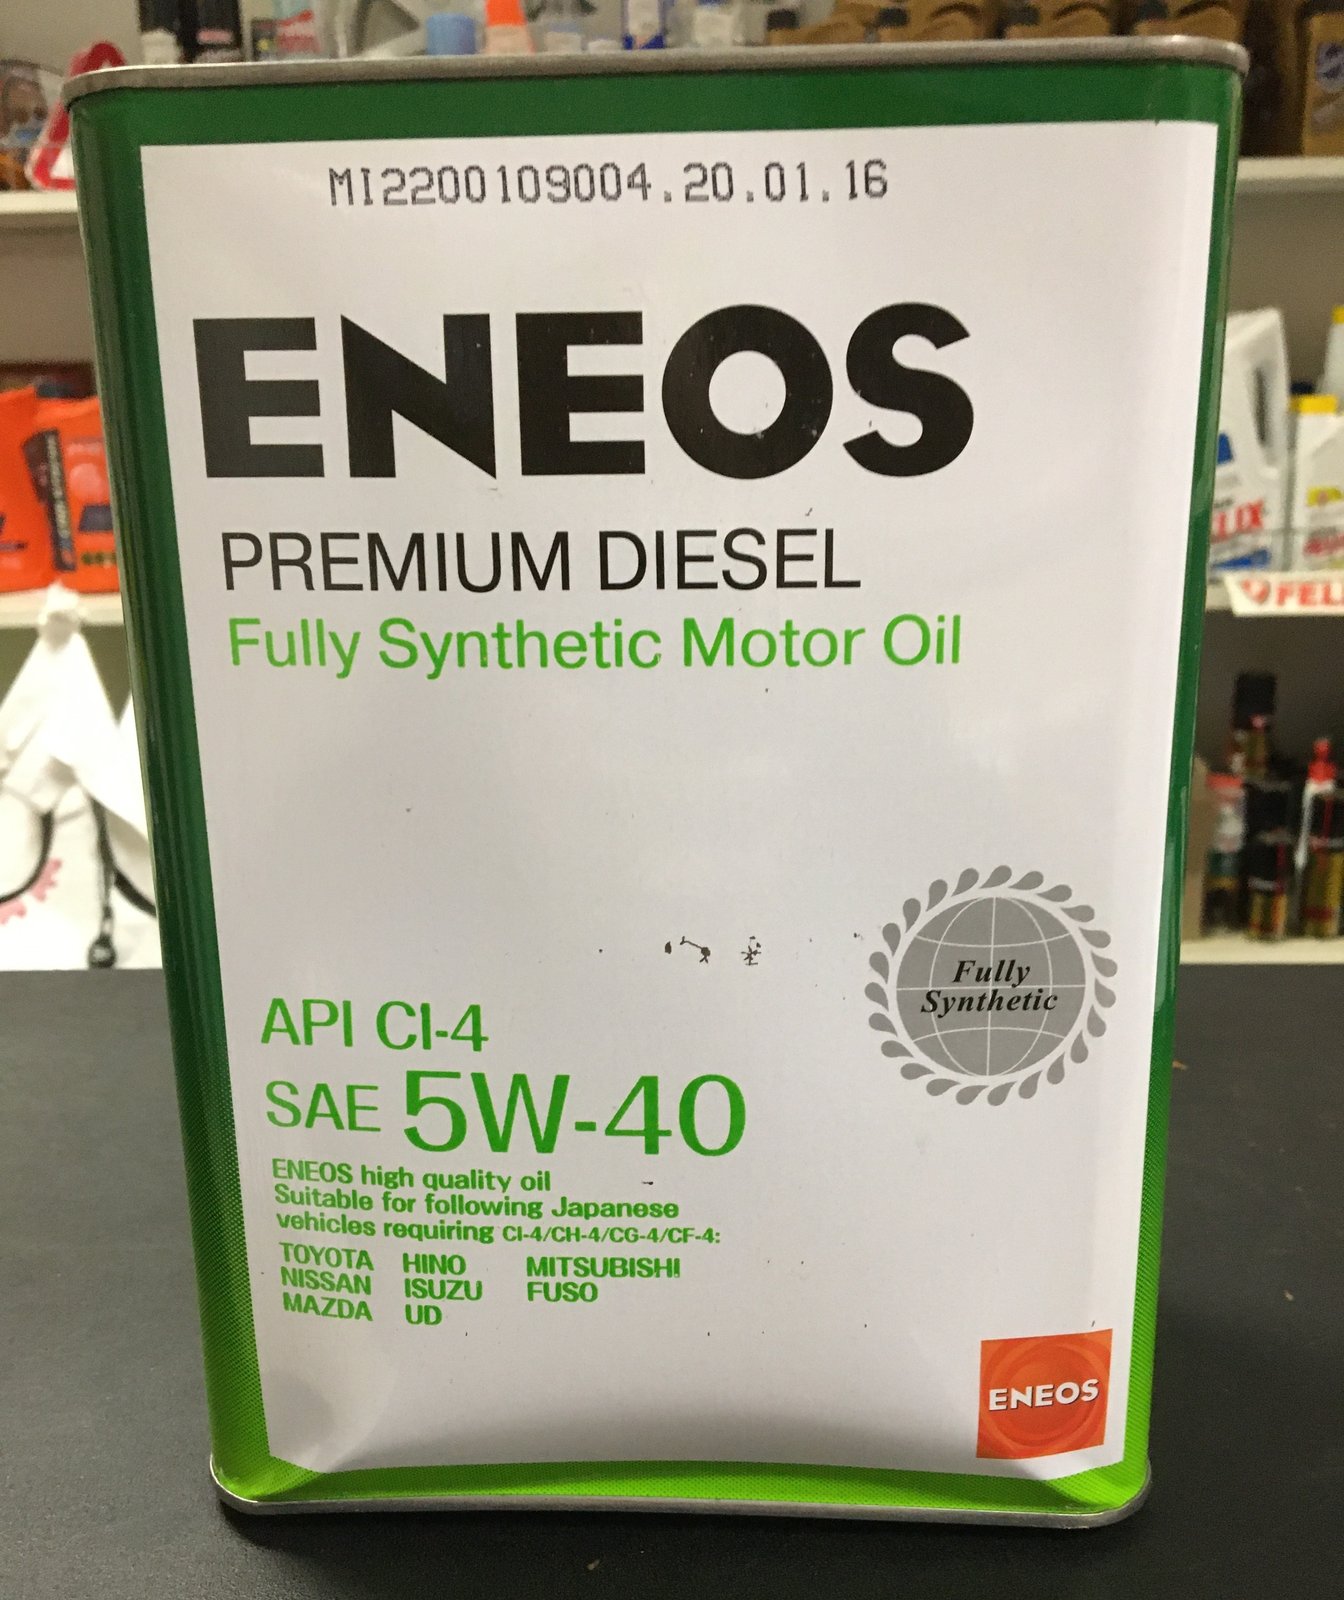 MI2200109004.20.01.16
ENEOS
PREMIUM DIESEL
Fully Synthetic Motor Oil
Fully
Synthetic
API CI-4
SAE 5W-40
ENEOS high quality oil
Suitable for following Japanese
vehicles requiring CI-4/CH-4/CG-4/CF-4:
TOYOTA HINO MITSUBISHI
NISSAN ISUZU FUSO
MAZDA UD
ENEOS